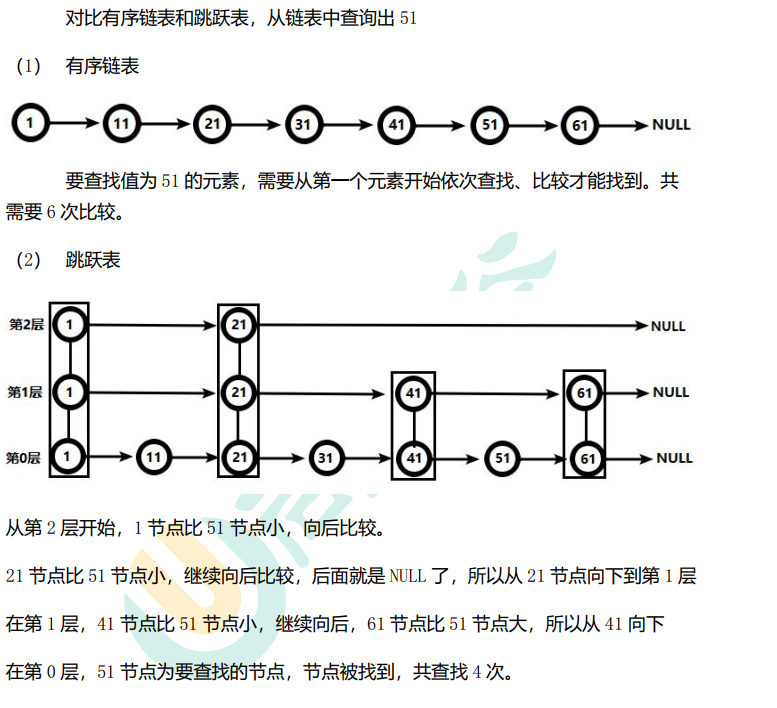 对比有序链表和跳跃表，从链表中查询出 51
（1） 有序链表
1 11 21 31 41 51 61 NULL
要查找值为 51 的元素，需要从第一个元素开始依次查找、比较才能找到。共
需要 6 次比较。
（2） 跳跃表
第2层 1 21 NULL
第1层 1 21 41 61 NULL
第0层 1 11 21 31 41 51 61 NULL
从第 2 层开始，1 节点比 51 节点小，向后比较。
21 节点比 51 节点小，继续向后比较，后面就是 NULL 了，所以从 21 节点向下到第 1 层
在第 1 层，41 节点比 51 节点小，继续向后，61 节点比 51 节点大，所以从 41 向下
在第 0 层，51 节点为要查找的节点，节点被找到，共查找 4 次。